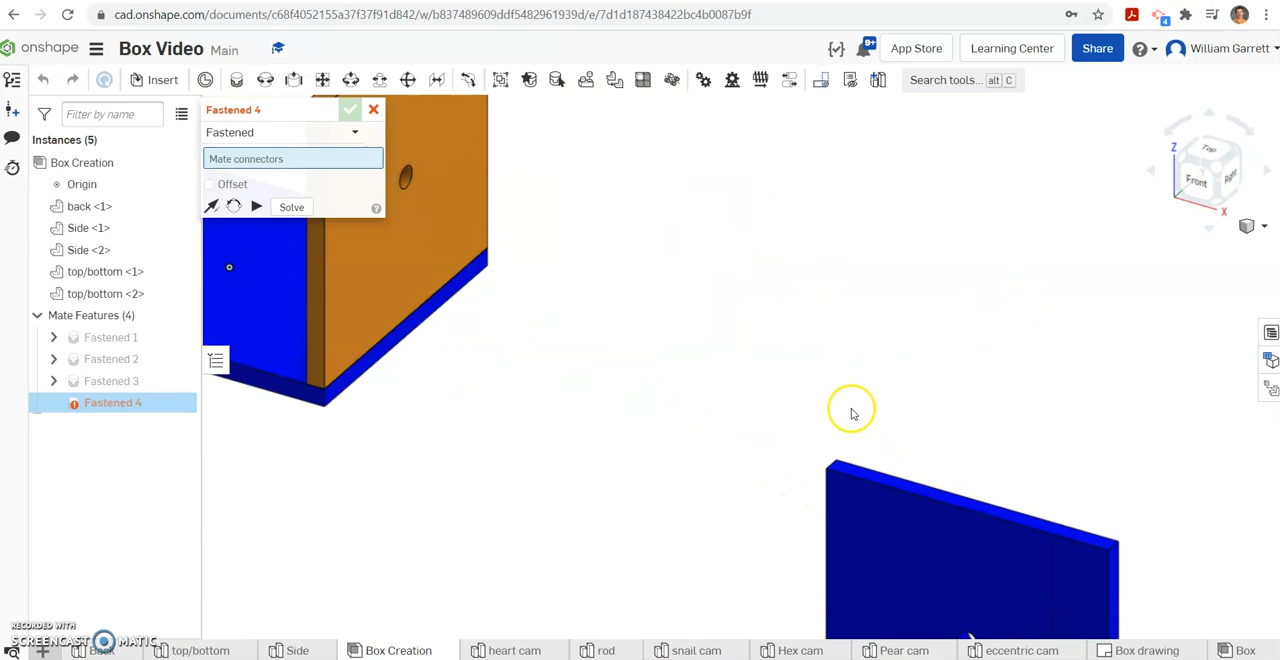 cad.onshape.com/documents/c68f4052155a37f37f91d842/w/b837489609ddf5482961939d/e/7d1d187438422bc4b0087b9f
4
onshape
Box Video Main
9+
App Store
Learning Center
Share
William Garrett
Insert
Search tools... alt C
Filter by name
Instances (5)
Box Creation
Origin
back <1>
Side <1>
Side <2>
top/bottom <1>
top/bottom <2>
Mate Features (4)
Fastened 1
Fastened 2
Fastened 3
Fastened 4
Fastened 4
Fastened
Mate connectors
Offset
Solve
Z
Top
Front
Right
X
RECORDED WITH
SCREENCAST MATIC
top/bottom
Side
Box Creation
heart cam
rod
snail cam
Hex cam
Pear cam
eccentric cam
Box drawing
Box